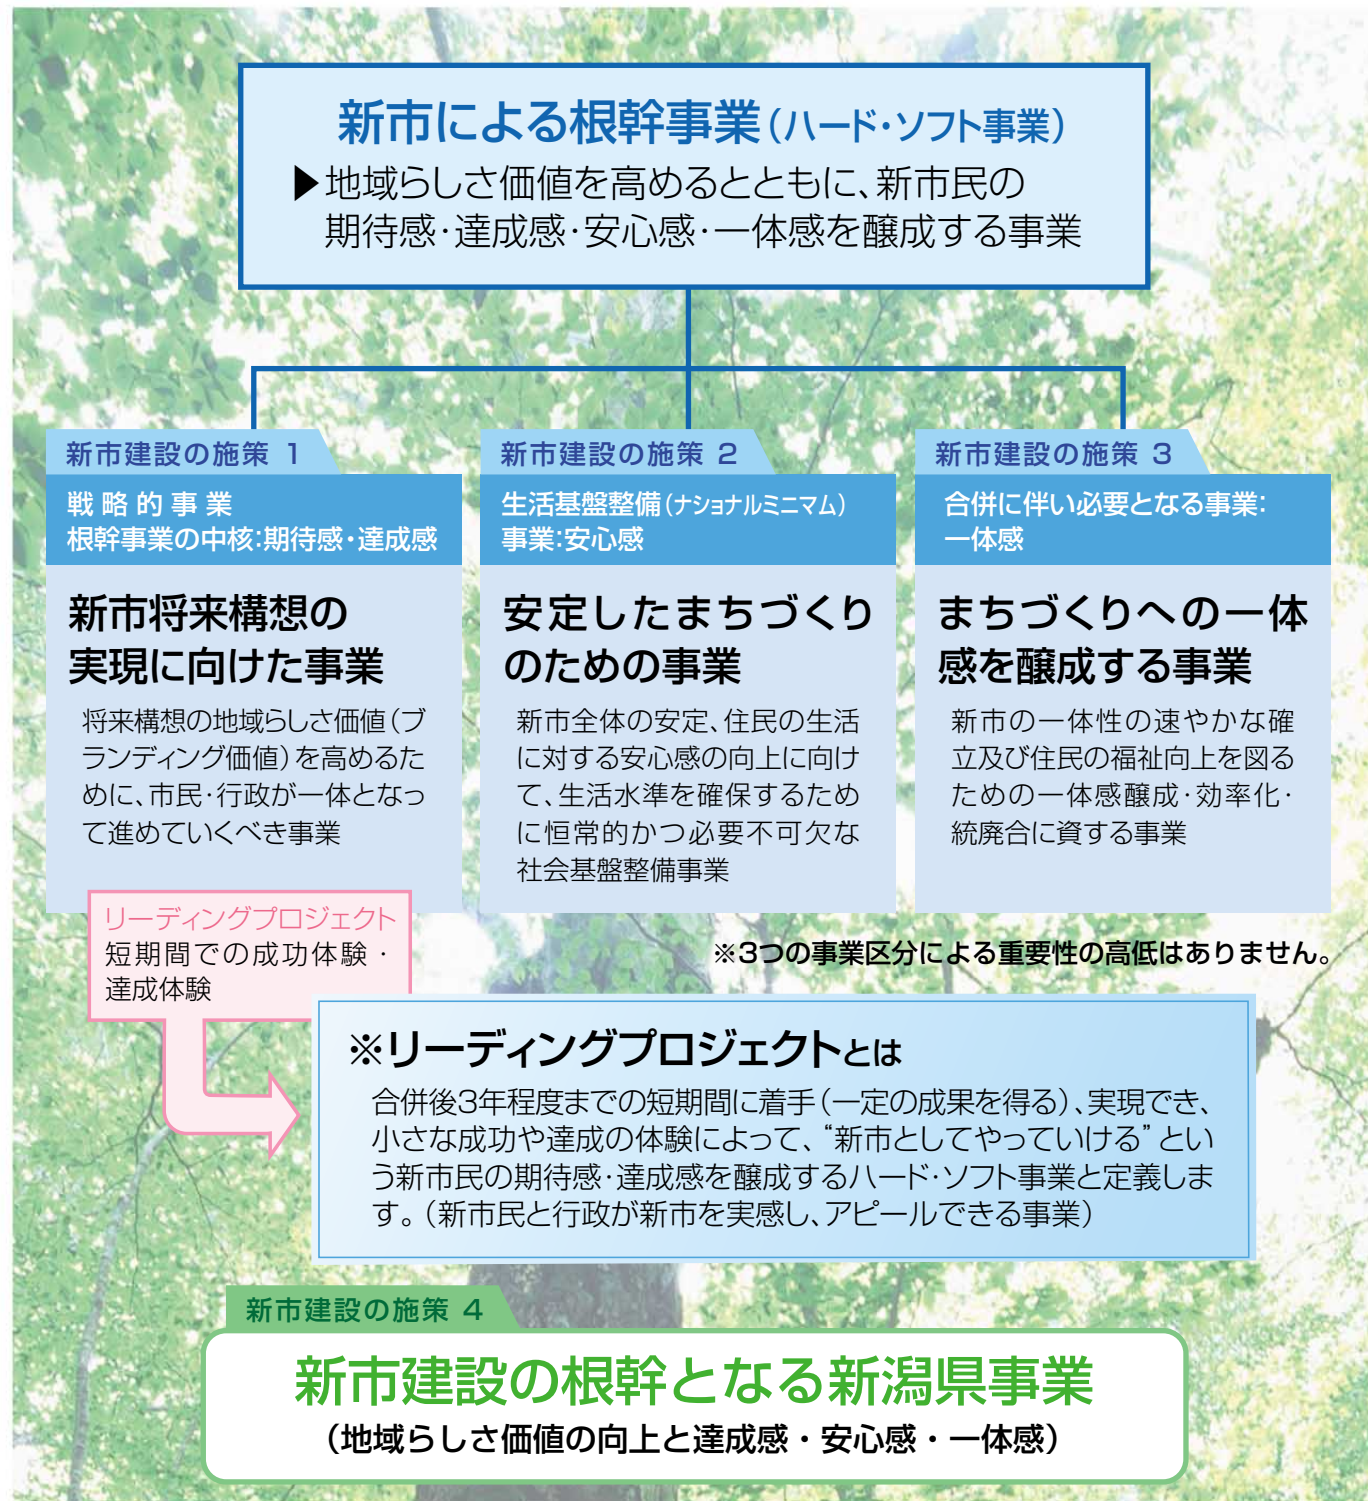 新市による根幹事業(ハード・ソフト事業)
▶地域らしさ価値を高めるとともに、新市民の
期待感・達成感・安心感・一体感を醸成する事業
新市建設の施策 1
戦略的事業
根幹事業の中核:期待感・達成感
新市将来構想の
実現に向けた事業
将来構想の地域らしさ価値(ブ
ランディング価値)を高めるた
めに、市民・行政が一体となっ
て進めていくべき事業
新市建設の施策 2
生活基盤整備(ナショナルミニマム)
事業:安心感
安定したまちづくり
のための事業
新市全体の安定、住民の生活
に対する安心感の向上に向け
て、生活水準を確保するため
に恒常的かつ必要不可欠な
社会基盤整備事業
新市建設の施策 3
合併に伴い必要となる事業:
一体感
まちづくりへの一体
感を醸成する事業
新市の一体性の速やかな確
立及び住民の福祉向上を図る
ための一体感醸成・効率化・
統廃合に資する事業
リーディングプロジェクト
短期間での成功体験・
達成体験
※3つの事業区分による重要性の高低はありません。
※リーディングプロジェクトとは
合併後3年程度までの短期間に着手(一定の成果を得る)、実現でき、
小さな成功や達成の体験によって、“新市としてやっていける”とい
う新市民の期待感・達成感を醸成するハード・ソフト事業と定義しま
す。(新市民と行政が新市を実感し、アピールできる事業)
新市建設の施策 4
新市建設の根幹となる新潟県事業
(地域らしさ価値の向上と達成感・安心感・一体感)